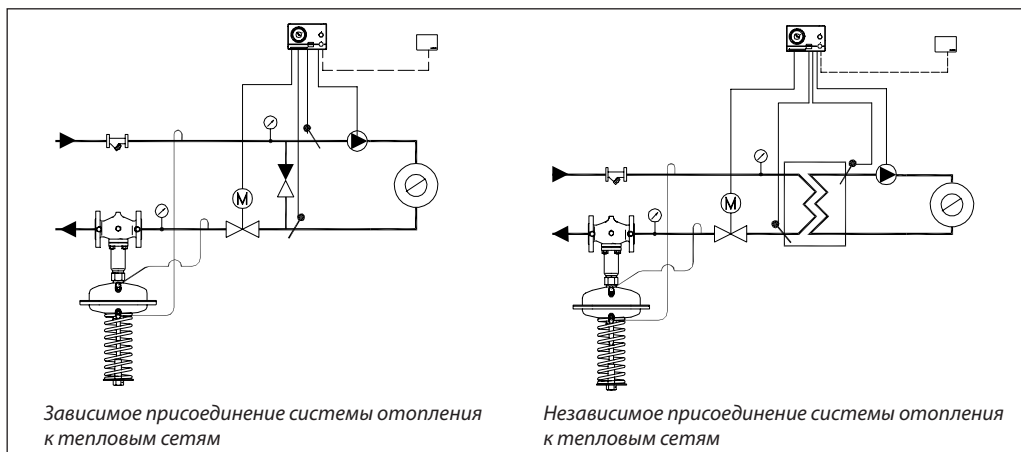 M
M
Зависимое присоединение системы отопления
к тепловым сетям
Независимое присоединение системы отопления
к тепловым сетям